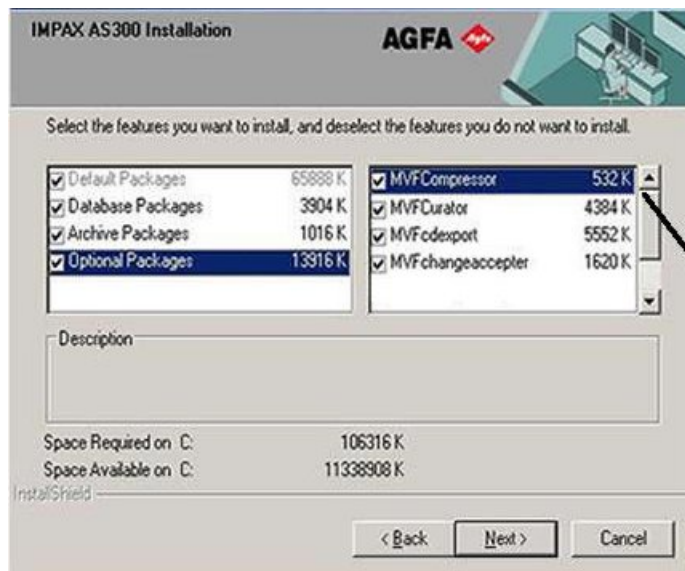 IMPAX AS300 Installation
AGFA
Select the features you want to install, and deselect the features you do not want to install.
Default Packages 65888 K
Database Packages 3904 K
Archive Packages 1016 K
Optional Packages 13916 K
MVFCompressor 532 K
MVFCurator 4384 K
MVFcdexport 5552 K
MVFchangeaccepter 1620 K
Description
Space Required on C: 106316 K
Space Available on C: 11338908 K
InstallShield
< Back
Next >
Cancel